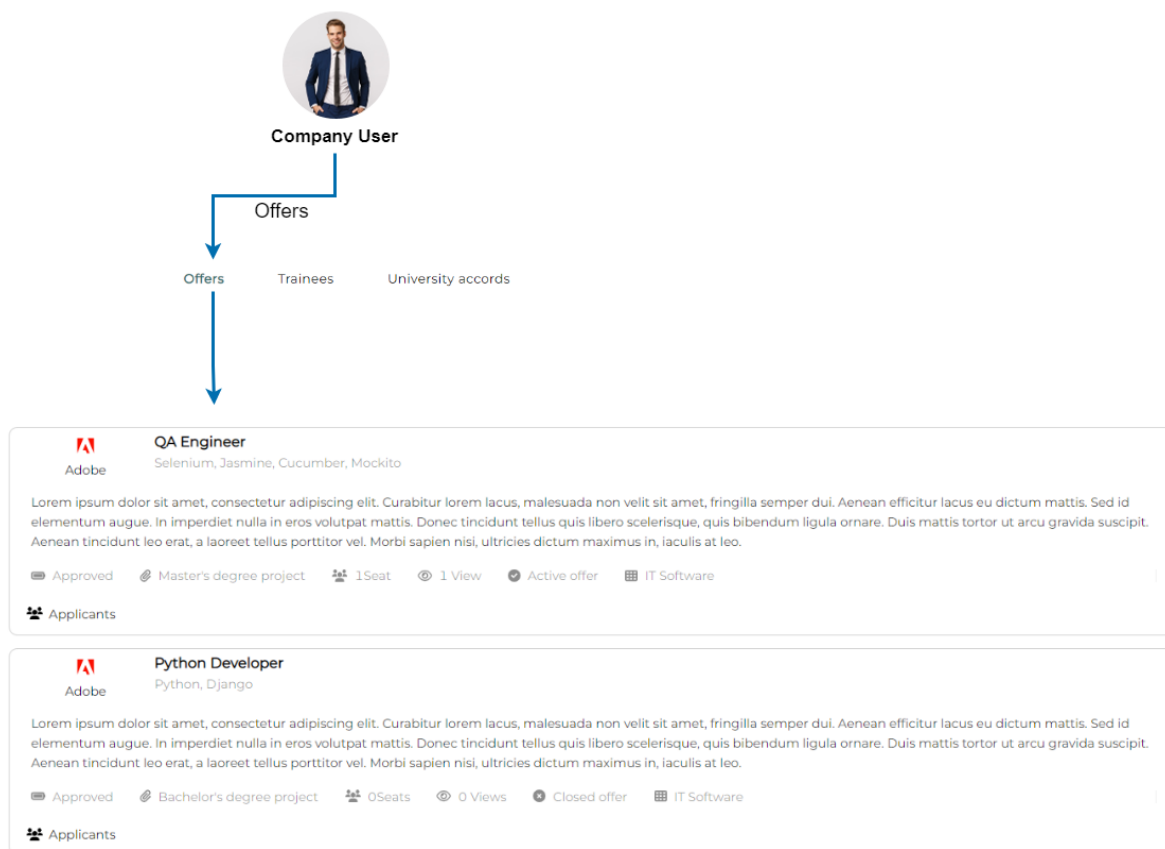 Company User
Offers
Offers Trainees University accords
QA Engineer
Adobe Selenium, Jasmine, Cucumber, Mockito
Lorem ipsum dolor sit amet, consectetur adipiscing elit. Curabitur lorem lacus, malesuada non velit sit amet, fringilla semper dui. Aenean efficitur lacus eu dictum mattis. Sed id
elementum augue. In imperdiet nulla in eros volutpat mattis. Donec tincidunt tellus quis libero scelerisque, quis bibendum ligula ornare. Duis mattis tortor ut arcu gravida suscipit.
Aenean tincidunt leo erat, a laoreet tellus porttitor vel. Morbi sapien nisi, ultricies dictum maximus in, iaculis at leo.
Approved Master's degree project 1Seat 1 View Active offer IT Software
Applicants
Python Developer
Adobe Python, Django
Lorem ipsum dolor sit amet, consectetur adipiscing elit. Curabitur lorem lacus, malesuada non velit sit amet, fringilla semper dui. Aenean efficitur lacus eu dictum mattis. Sed id
elementum augue. In imperdiet nulla in eros volutpat mattis. Donec tincidunt tellus quis libero scelerisque, quis bibendum ligula ornare. Duis mattis tortor ut arcu gravida suscipit.
Aenean tincidunt leo erat, a laoreet tellus porttitor vel. Morbi sapien nisi, ultricies dictum maximus in, iaculis at leo.
Approved Bachelor's degree project 0Seats 0 Views Closed offer IT Software
Applicants